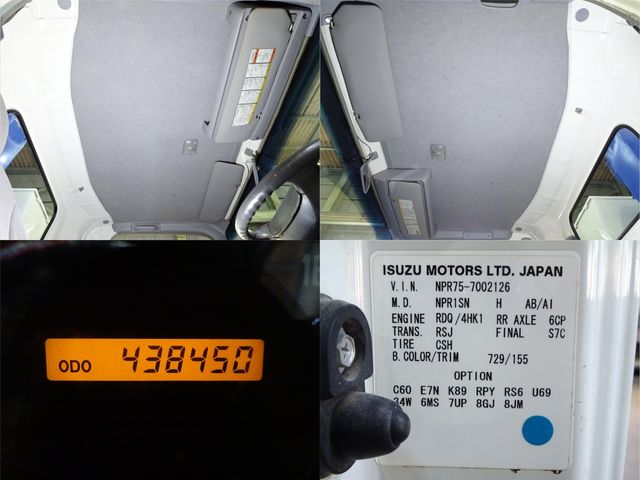 ODO 438450
ISUZU MOTORS LTD. JAPAN
V.I.N. NPR75-7002126
M.D. NPR1SN H AB/AI
ENGINE RDQ/4HK1 RR AXLE 6CP
TRANS. RSJ FINAL S7C
TIRE CSH
B.COLOR/TRIM 729/155
OPTION
C60 E7N K89 RPY RS6 U69
34W 6MS 7UP 8GJ 8JM